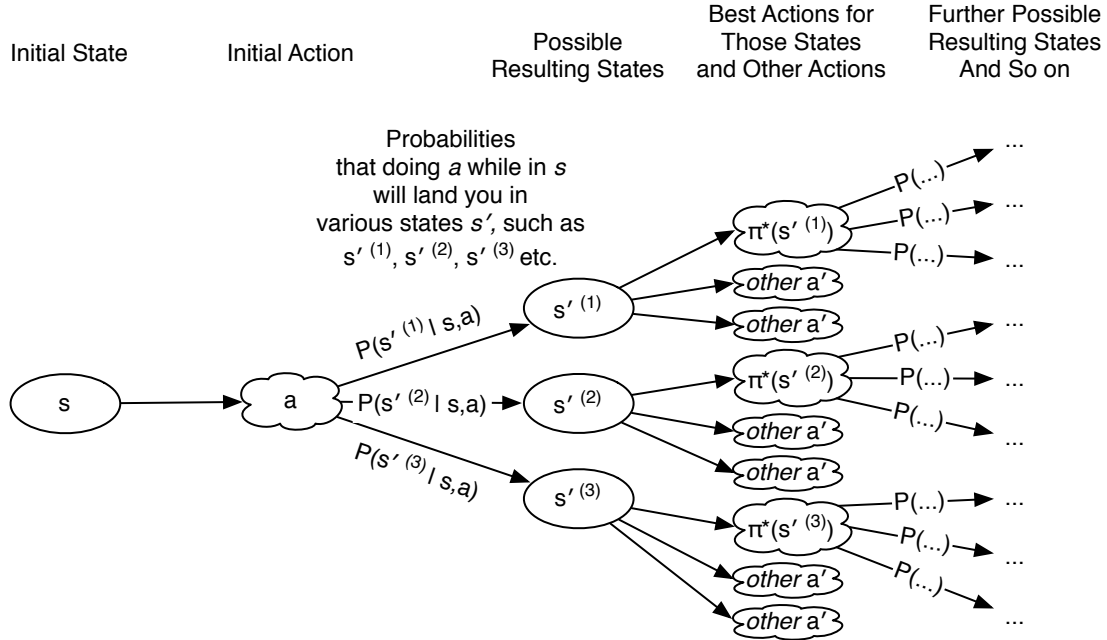 Initial State
Initial Action
Possible
Resulting States
Best Actions for
Those States
and Other Actions
Further Possible
Resulting States
And So on
Probabilities
that doing a while in s
will land you in
various states s′, such as
s′ (1), s′ (2), s′ (3) etc.
s
a
P(s′ (1) | s,a)
P(s′ (2) | s,a)
P(s′ (3) | s,a)
s′ (1)
s′ (2)
s′ (3)
π*(s′ (1))
other a′
other a′
π*(s′ (2))
other a′
other a′
π*(s′ (3))
other a′
other a′
P(...)
...
P(...)
...
P(...)
...
P(...)
...
P(...)
...
P(...)
...
P(...)
...
P(...)
...
P(...)
...